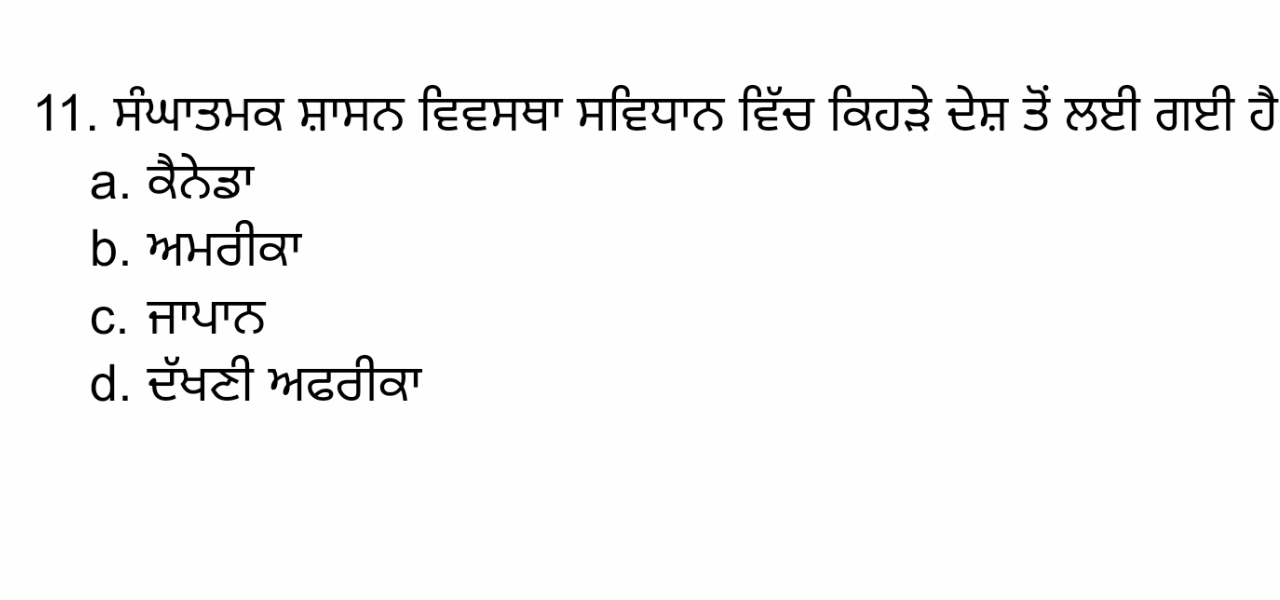 11. ਸੰਘਾਤਮਕ ਸ਼ਾਸਨ ਵਿਵਸਥਾ ਸਵਿਧਾਨ ਵਿੱਚ ਕਿਹੜੇ ਦੇਸ਼ ਤੋਂ ਲਈ ਗਈ ਹੈ
a. ਕੈਨੇਡਾ
b. ਅਮਰੀਕਾ
c. ਜਾਪਾਨ
d. ਦੱਖਣੀ ਅਫਰੀਕਾ